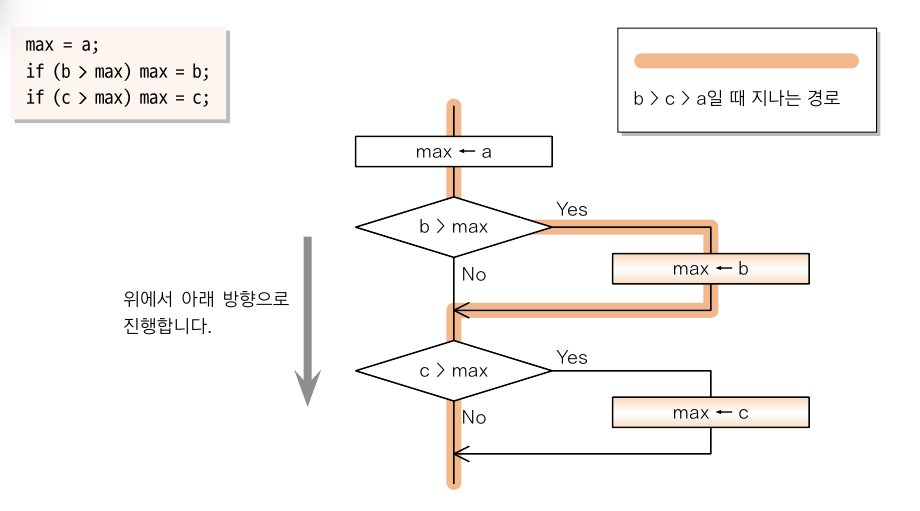 max = a;
if (b > max) max = b;
if (c > max) max = c;
b > c > a일 때 지나는 경로
max ← a
b > max
Yes
max ← b
No
위에서 아래 방향으로
진행합니다.
c > max
Yes
max ← c
No